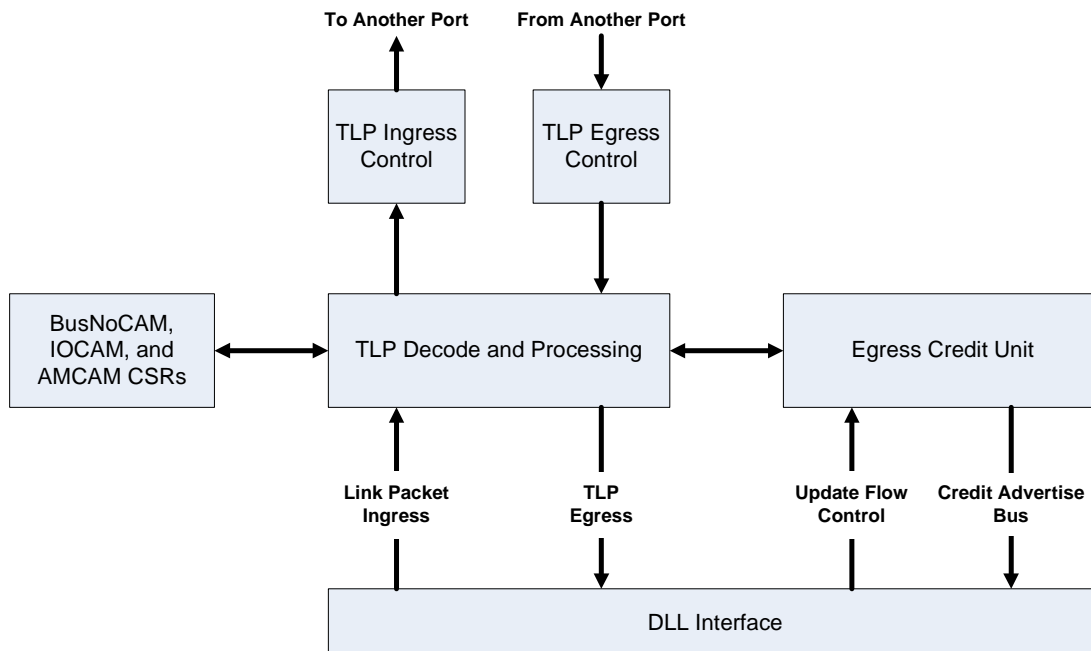 To Another Port
From Another Port
TLP Ingress
Control
TLP Egress
Control
BusNoCAM,
IOCAM, and
AMCAM CSRs
TLP Decode and Processing
Egress Credit Unit
Link Packet
Ingress
TLP
Egress
Update Flow
Control
Credit Advertise
Bus
DLL Interface